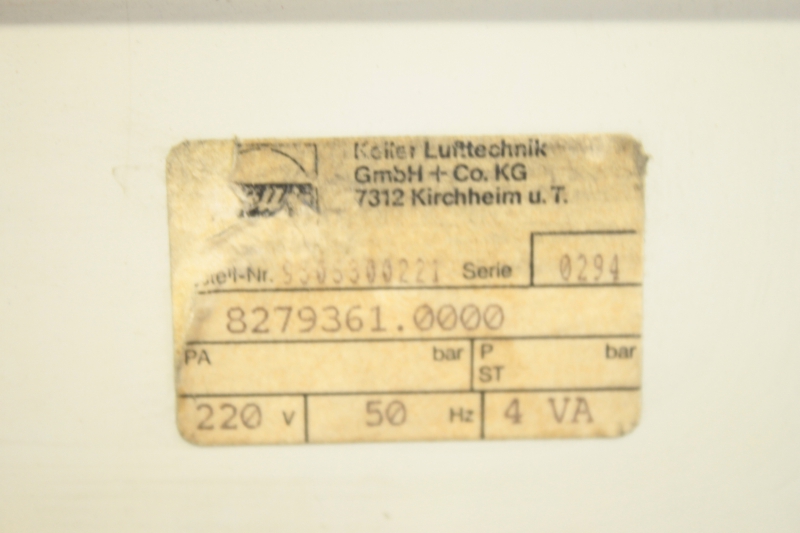 Keller Lufttechnik
GmbH + Co. KG
7312 Kirchheim u. T.
Serie 0294
8279361.0000
PA bar P bar
ST
220 V 50 Hz 4 VA